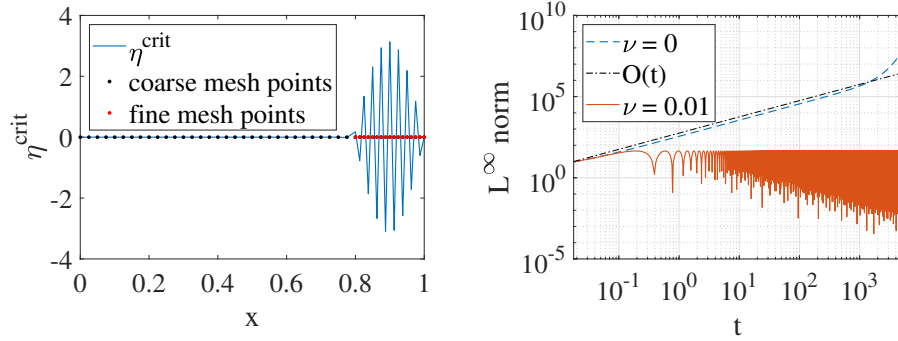 η^crit
coarse mesh points
fine mesh points
η^crit
4
2
0
-2
-4
0 0.2 0.4 0.6 0.8 1
x
ν = 0
O(t)
ν = 0.01
L^∞ norm
10^10
10^5
10^0
10^-5
10^-1 10^0 10^1 10^2 10^3
t